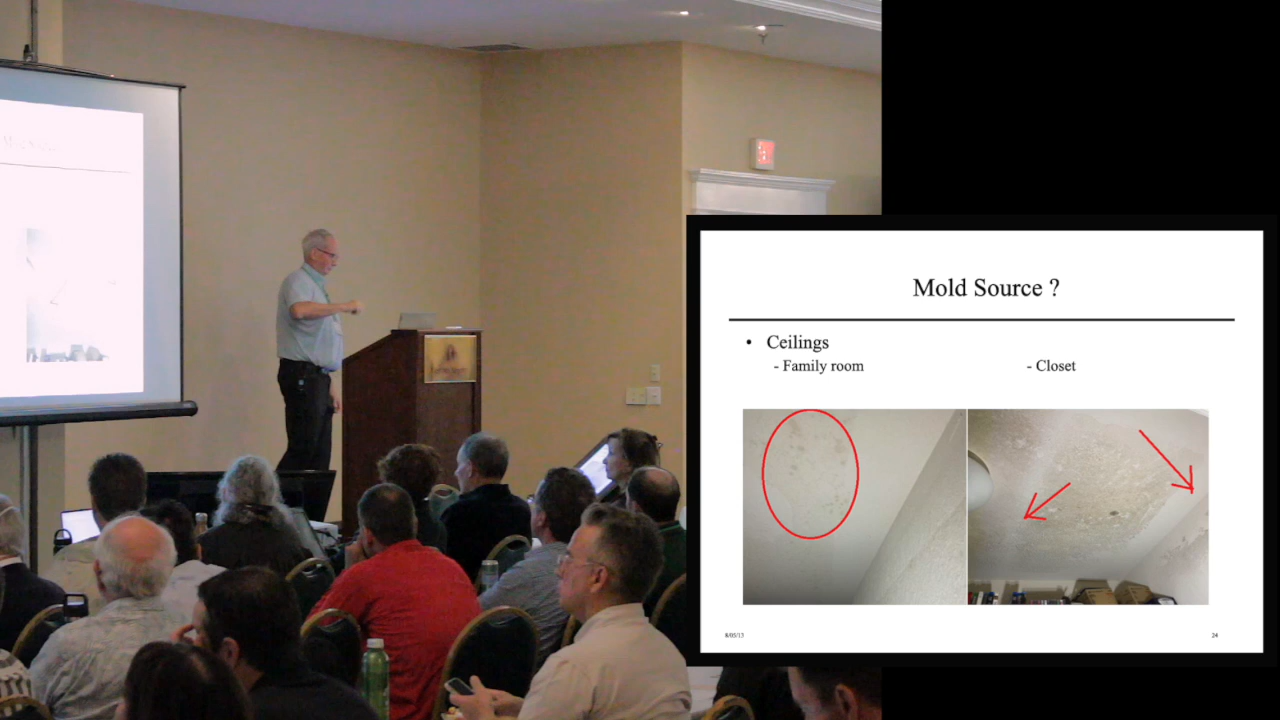 Mold Source ?
• Ceilings
- Family room
- Closet
8/05/13
24